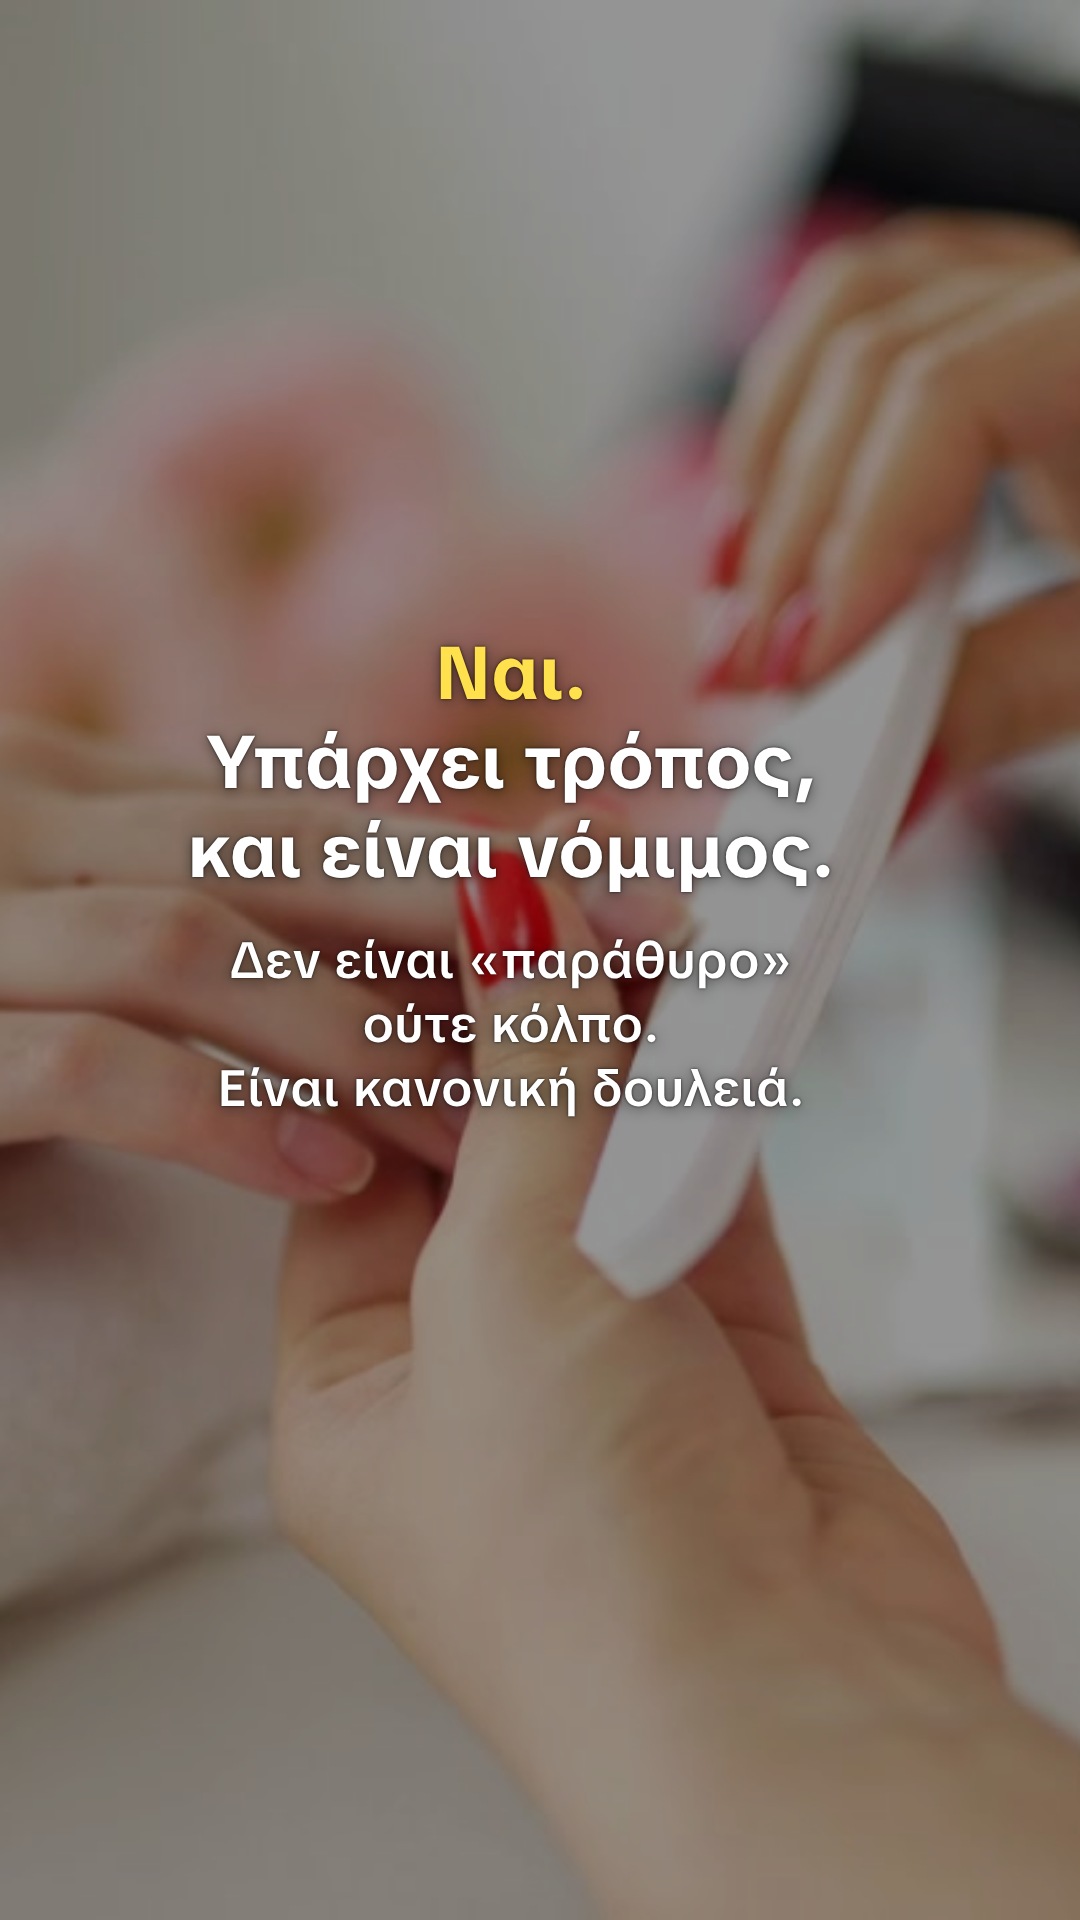 Ναι.
Υπάρχει τρόπος,
και είναι νόμιμος.
Δεν είναι «παράθυρο»
ούτε κόλπο.
Είναι κανονική δουλειά.